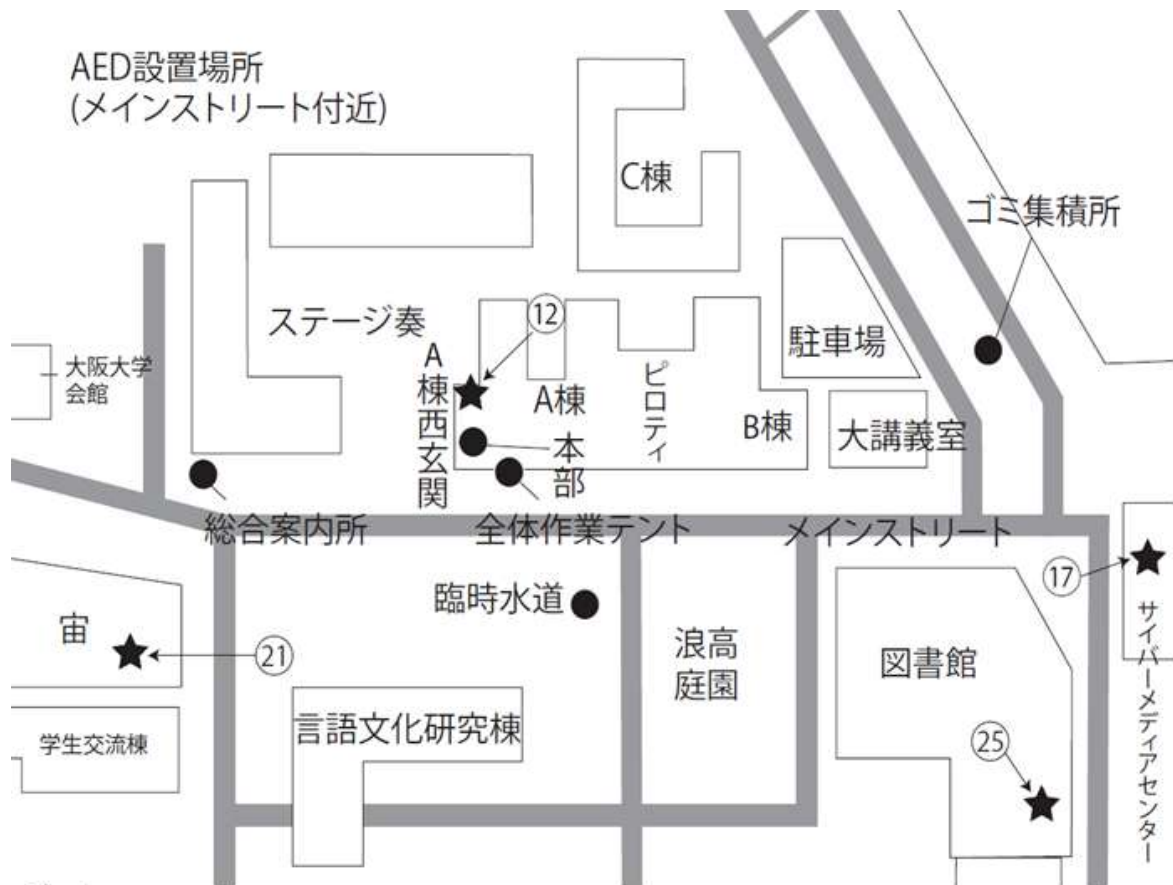 AED設置場所
(メインストリート付近)
C棟
ゴミ集積所
ステージ奏
⑫
駐車場
大阪大学
会館
A棟西玄関
A棟
ピロティ
B棟
大講義室
本部
総合案内所
全体作業テント
メインストリート
⑰
臨時水道
宙
㉑
浪高
庭園
図書館
サイバーメディアセンター
言語文化研究棟
学生交流棟
㉕